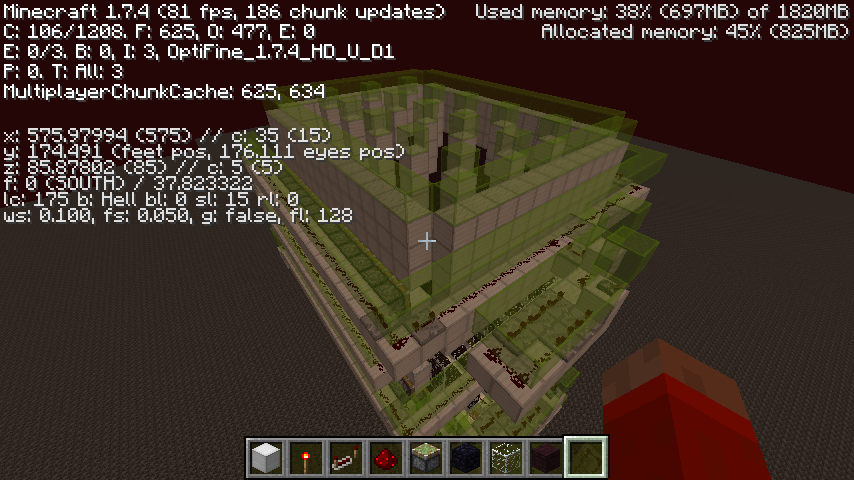 Minecraft 1.7.4 (81 fps, 186 chunk updates)
C: 106/1208. F: 625, O: 477, E: 0
E: 0/3. B: 0, I: 3, OptiFine_1.7.4_HD_U_D1
P: 0. T: All: 3
MultiplayerChunkCache: 625, 634
x: 575.97994 (575) // c: 35 (15)
y: 174.491 (feet pos, 176.111 eyes pos)
z: 85.87802 (85) // c: 5 (5)
f: 0 (SOUTH) / 37.823322
lc: 175 b: Hell bl: 0 sl: 15 rl: 0
ws: 0.100, fs: 0.050, g: false, fl: 128
Used memory: 38% (697MB) of 1820MB
Allocated memory: 45% (825MB)